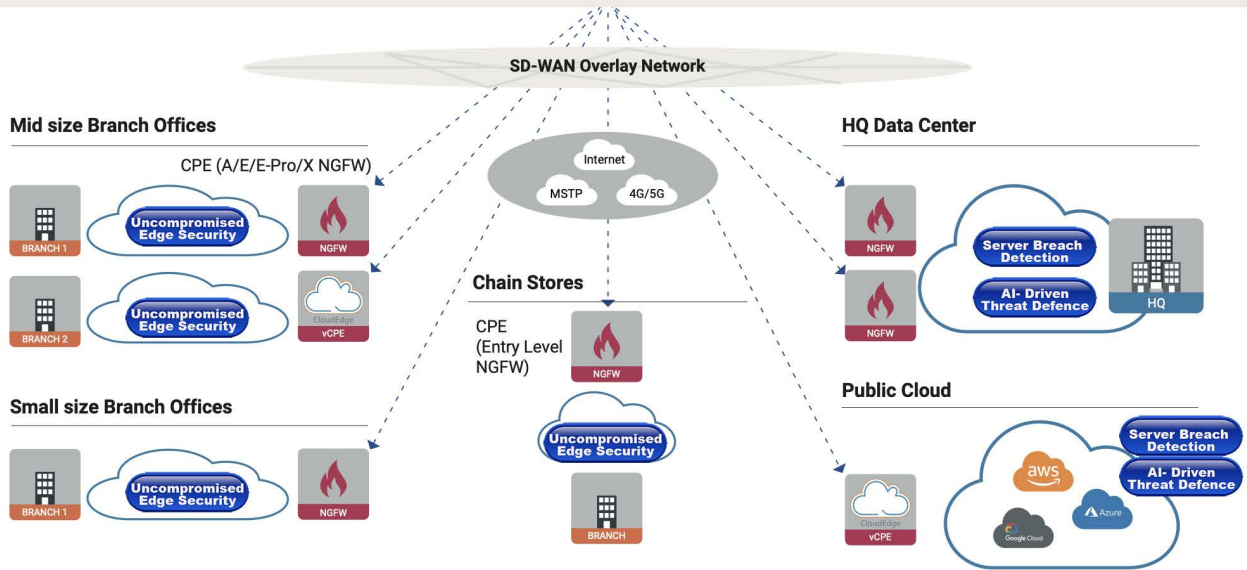 SD-WAN Overlay Network
Mid size Branch Offices
CPE (A/E/E-Pro/X NGFW)
BRANCH 1
Uncompromised
Edge Security
NGFW
BRANCH 2
Uncompromised
Edge Security
CloudEdge
vCPE
Small size Branch Offices
BRANCH 1
Uncompromised
Edge Security
NGFW
Internet
MSTP
4G/5G
Chain Stores
CPE
(Entry Level
NGFW)
NGFW
Uncompromised
Edge Security
BRANCH
HQ Data Center
NGFW
NGFW
Server Breach
Detection
AI- Driven
Threat Defence
HQ
Public Cloud
CloudEdge
vCPE
aws
Azure
Google Cloud
Server Breach
Detection
AI- Driven
Threat Defence